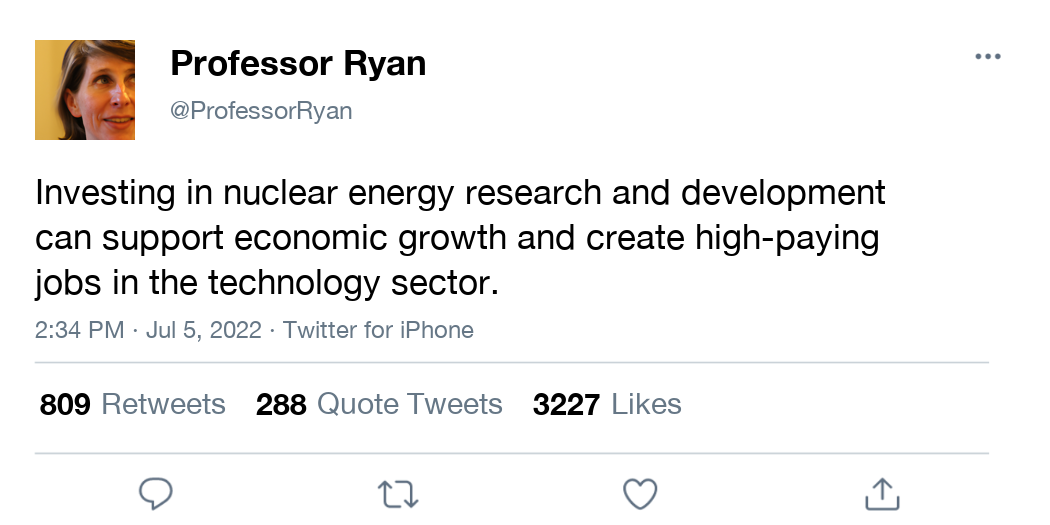 Professor Ryan
@ProfessorRyan
Investing in nuclear energy research and development
can support economic growth and create high-paying
jobs in the technology sector.
2:34 PM · Jul 5, 2022 · Twitter for iPhone
809 Retweets 288 Quote Tweets 3227 Likes